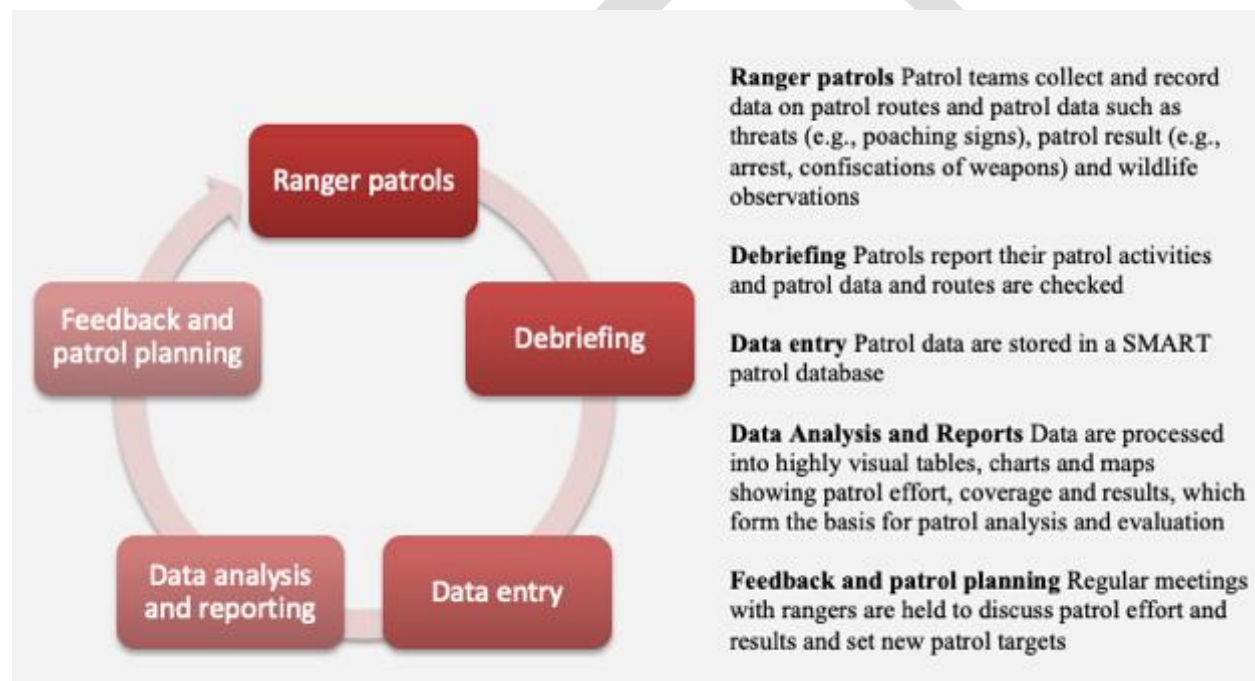 Ranger patrols
Debriefing
Data entry
Data analysis
and reporting
Feedback and
patrol planning
Ranger patrols Patrol teams collect and record
data on patrol routes and patrol data such as
threats (e.g., poaching signs), patrol result (e.g.,
arrest, confiscations of weapons) and wildlife
observations
Debriefing Patrols report their patrol activities
and patrol data and routes are checked
Data entry Patrol data are stored in a SMART
patrol database
Data Analysis and Reports Data are processed
into highly visual tables, charts and maps
showing patrol effort, coverage and results, which
form the basis for patrol analysis and evaluation
Feedback and patrol planning Regular meetings
with rangers are held to discuss patrol effort and
results and set new patrol targets